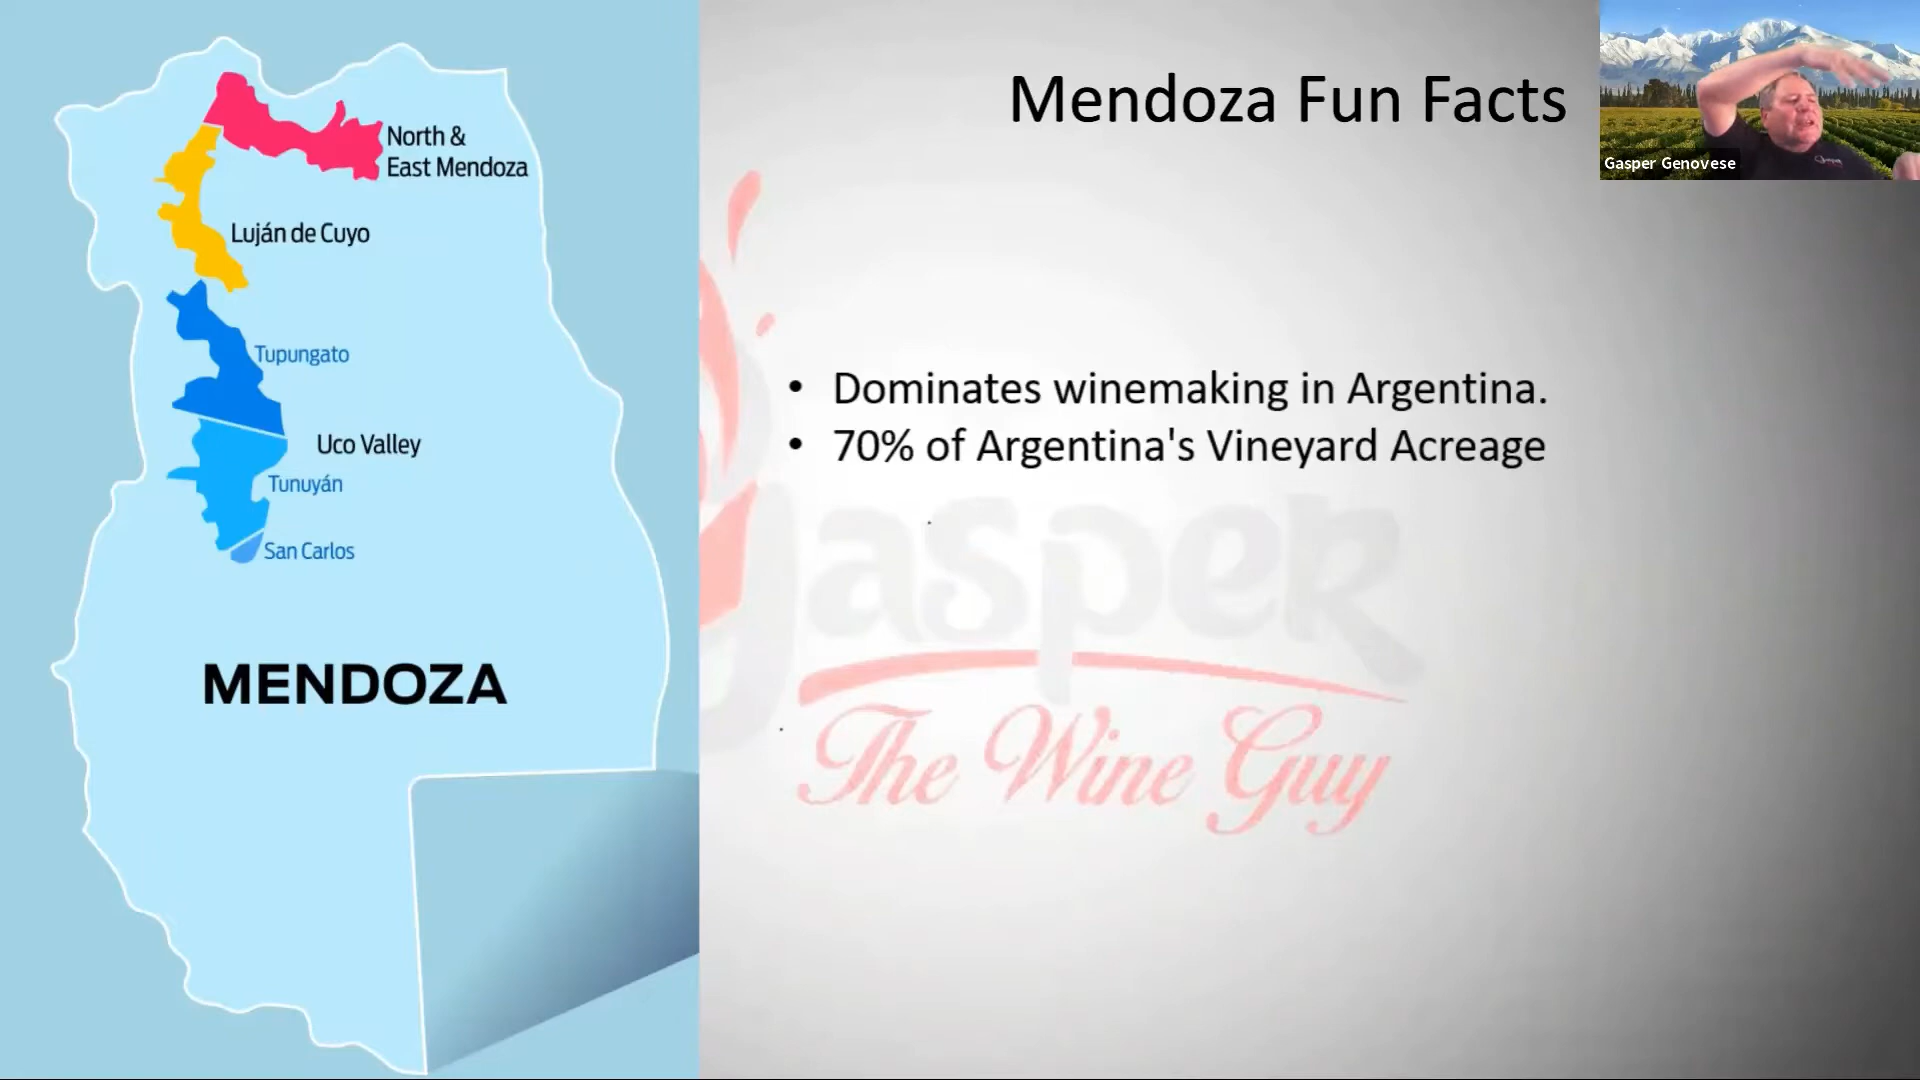 Mendoza Fun Facts
Gasper Genovese
North &
East Mendoza
Luján de Cuyo
Tupungato
Uco Valley
Tunuyán
San Carlos
MENDOZA
• Dominates winemaking in Argentina.
• 70% of Argentina's Vineyard Acreage
Gasper
The Wine Guy